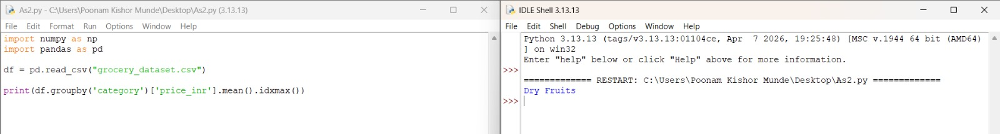 As2.py - C:\Users\Poonam Kishor Munde\Desktop\As2.py (3.13.13)
File Edit Format Run Options Window Help
import numpy as np
import pandas as pd
df = pd.read_csv("grocery_dataset.csv")
print(df.groupby('category')['price_inr'].mean().idxmax())
IDLE Shell 3.13.13
File Edit Shell Debug Options Window Help
Python 3.13.13 (tags/v3.13.13:01104ce, Apr  7 2026, 19:25:48) [MSC v.1944 64 bit (AMD64)
] on win32
Enter "help" below or click "Help" above for more information.
>>>
============= RESTART: C:\Users\Poonam Kishor Munde\Desktop\As2.py =============
Dry Fruits
>>>